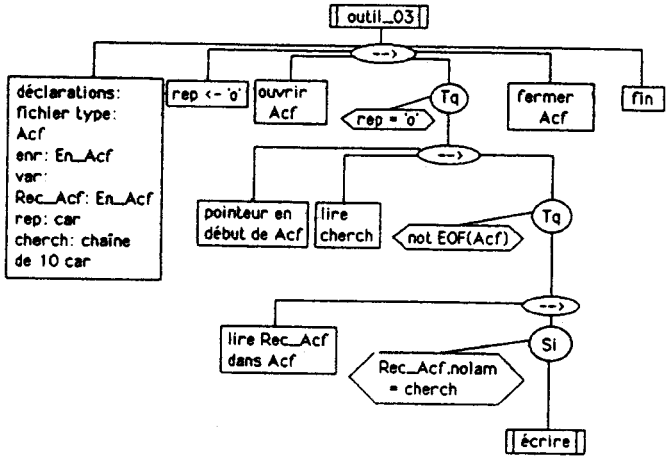 outil_03
-->
déclarations:
fichier type:
Acf
enr: En_Acf
var:
Rec_Acf: En_Acf
rep: car
cherch: chaîne
de 10 car
rep <- 'o'
ouvrir
Acf
Tq
rep = 'o'
fermer
Acf
fin
-->
pointeur en
début de Acf
lire
cherch
Tq
not EOF(Acf)
-->
lire Rec_Acf
dans Acf
Si
Rec_Acf.nolam
= cherch
écrire